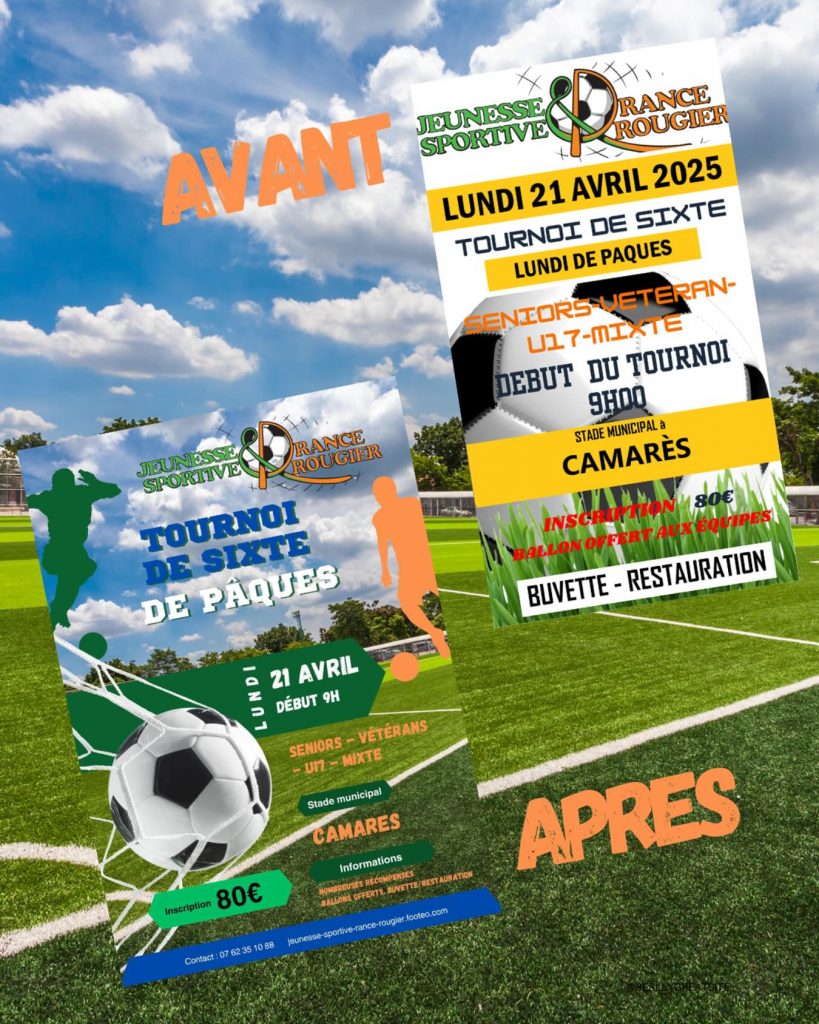 AVANT
JEUNESSE & RANCE
SPORTIVE ROUGIER
LUNDI 21 AVRIL 2025
TOURNOI DE SIXTE
LUNDI DE PAQUES
SENIORS-VETERAN-
U17-MIXTE
DEBUT DU TOURNOI
9H00
STADE MUNICIPAL à
CAMARÈS
INSCRIPTION 80€
BALLON OFFERT AUX ÉQUIPES
BUVETTE - RESTAURATION
JEUNESSE & RANCE
SPORTIVE ROUGIER
TOURNOI
DE SIXTE
DE PÂQUES
LUNDI
21 AVRIL
DÉBUT 9H
SENIORS – VÉTÉRANS
– U17 – MIXTE
Stade municipal
CAMARES
Informations
NOMBREUSES RÉCOMPENSES
BALLONS OFFERTS, BUVETTE/RESTAURATION
Inscription 80€
Contact : 07 62 35 10 88 jeunesse-sportive-rance-rougier.footeo.com
APRES